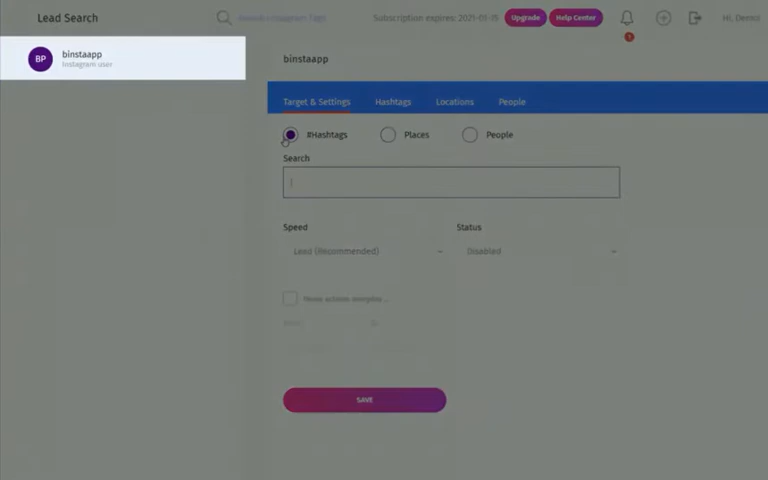 Lead Search
Subscription expires: 2021-01-15
Upgrade
Help Center
Hi, Demo!
1
BP
binstaapp
Instagram user
binstaapp
Target & Settings
Hashtags
Locations
People
#Hashtags
Places
People
Search
Speed
Status
Lead (Recommended)
Disabled
SAVE